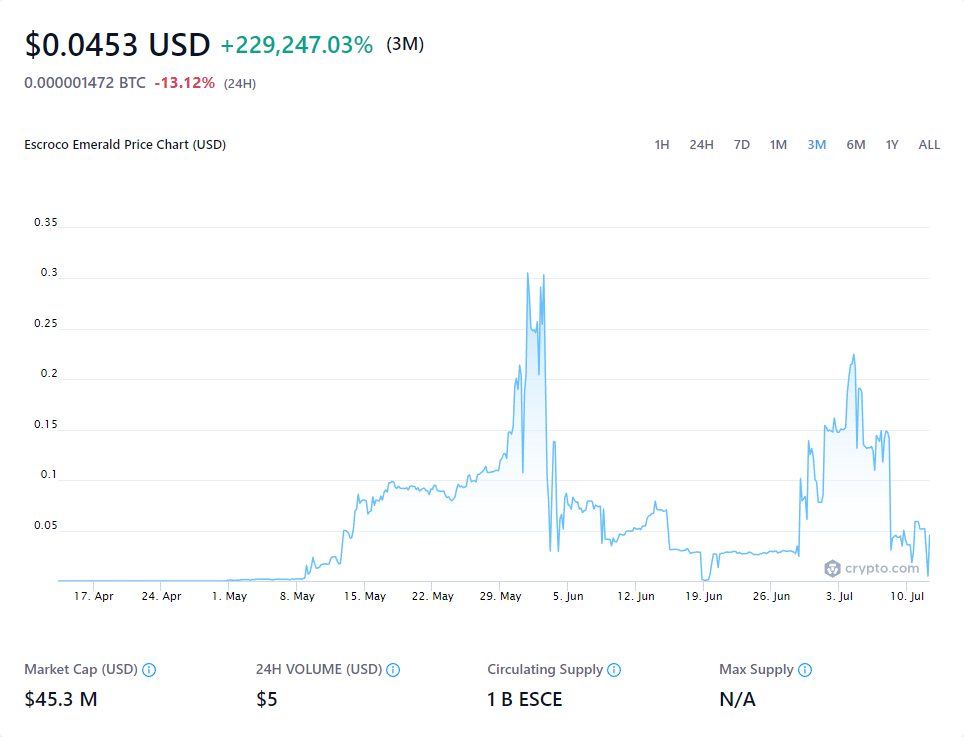 $0.0453 USD +229,247.03% (3M)
0.000001472 BTC -13.12% (24H)
Escroco Emerald Price Chart (USD) 1H 24H 7D 1M 3M 6M 1Y ALL
0.35
0.3
0.25
0.2
0.15
0.1
0.05
crypto.com
17. Apr 24. Apr 1. May 8. May 15. May 22. May 29. May 5. Jun 12. Jun 19. Jun 26. Jun 3. Jul 10. Jul
Market Cap (USD) 24H VOLUME (USD) Circulating Supply Max Supply
$45.3 M $5 1 B ESCE N/A